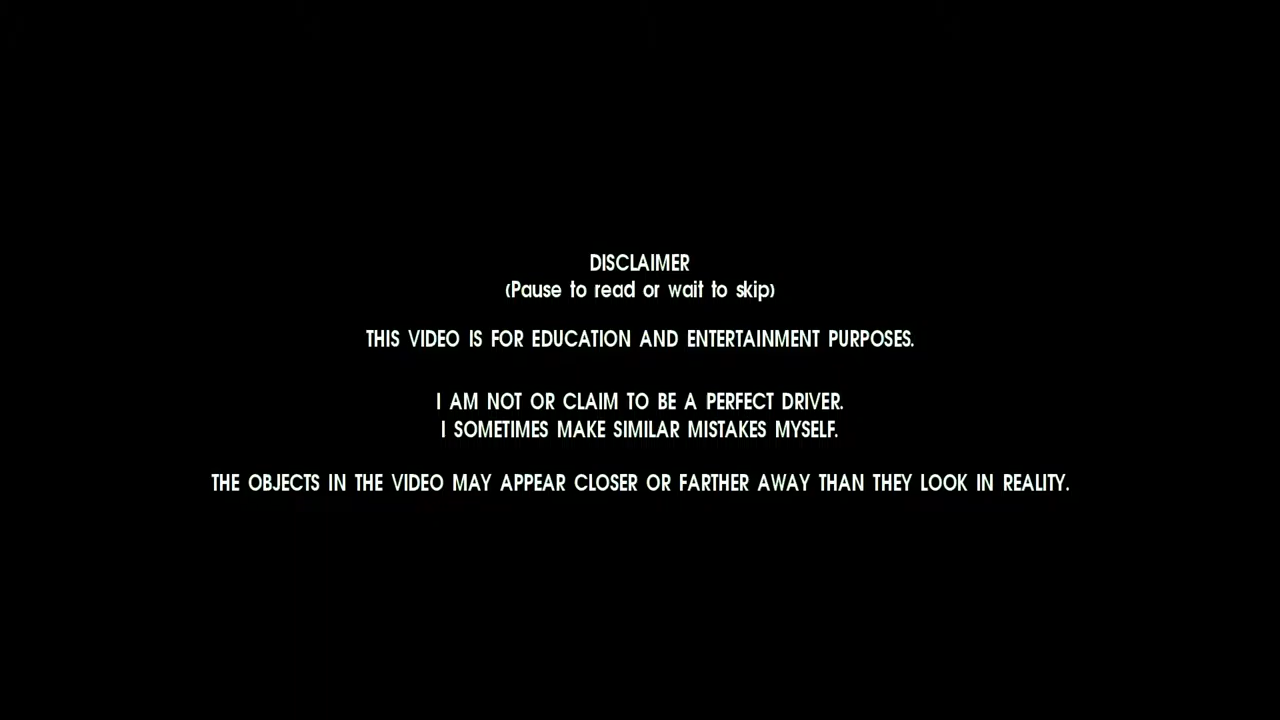 DISCLAIMER
(Pause to read or wait to skip)
THIS VIDEO IS FOR EDUCATION AND ENTERTAINMENT PURPOSES.
I AM NOT OR CLAIM TO BE A PERFECT DRIVER.
I SOMETIMES MAKE SIMILAR MISTAKES MYSELF.
THE OBJECTS IN THE VIDEO MAY APPEAR CLOSER OR FARTHER AWAY THAN THEY LOOK IN REALITY.